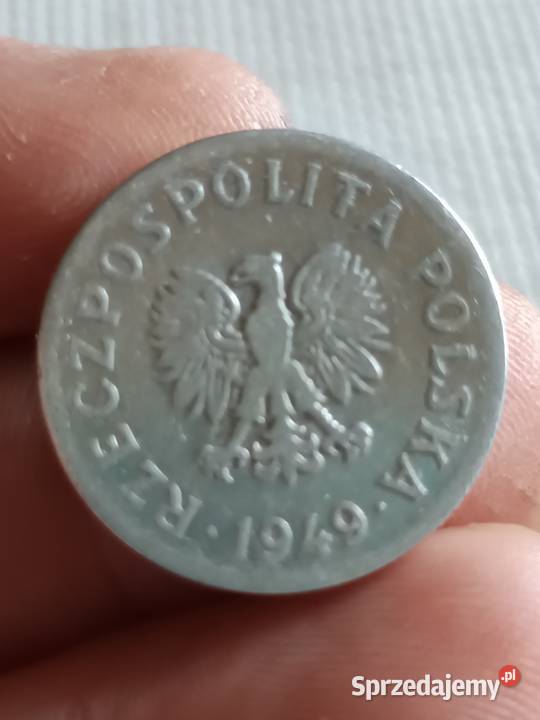 RZECZPOSPOLITA POLSKA
· 1949 ·
Sprzedajemy.pl